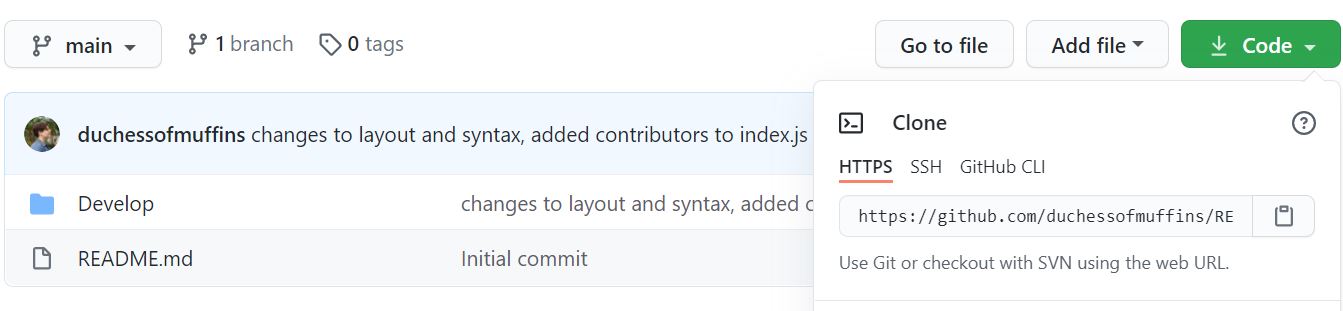 main 1 branch 0 tags Go to file Add file Code
duchessofmuffins changes to layout and syntax, added contributors to index.js
Develop changes to layout and syntax, added
README.md Initial commit
Clone
HTTPS SSH GitHub CLI
https://github.com/duchessofmuffins/RE
Use Git or checkout with SVN using the web URL.